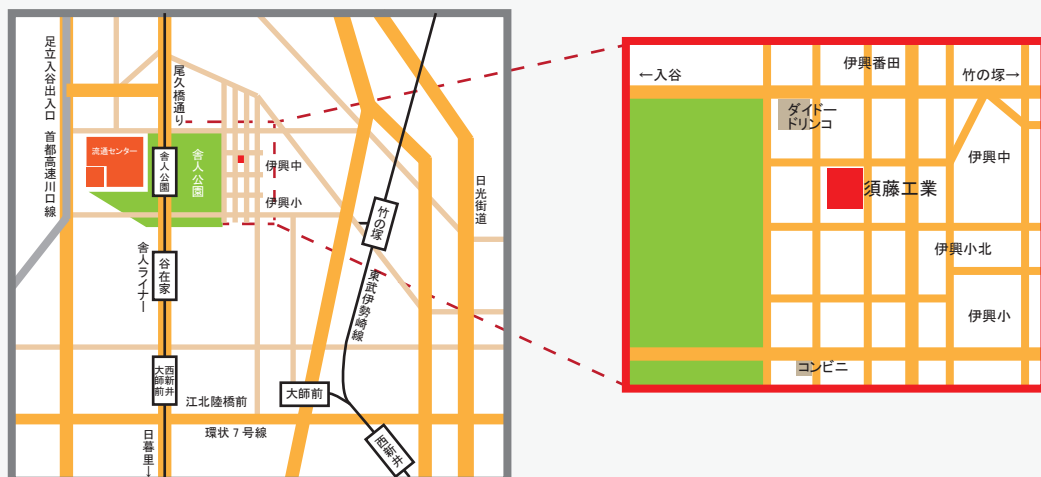 足立入谷出入口 首都高速川口線
尾久橋通り
流通センター
舎人公園
舎人公園
伊興中
伊興小
日光街道
竹の塚
舎人ライナー
谷在家
東武伊勢崎線
西新井
大師前
江北陸橋前
大師前
環状7号線
日暮里→
西新井
←入谷
伊興番田
竹の塚→
ダイドー
ドリンコ
伊興中
須藤工業
伊興小北
伊興小
コンビニ